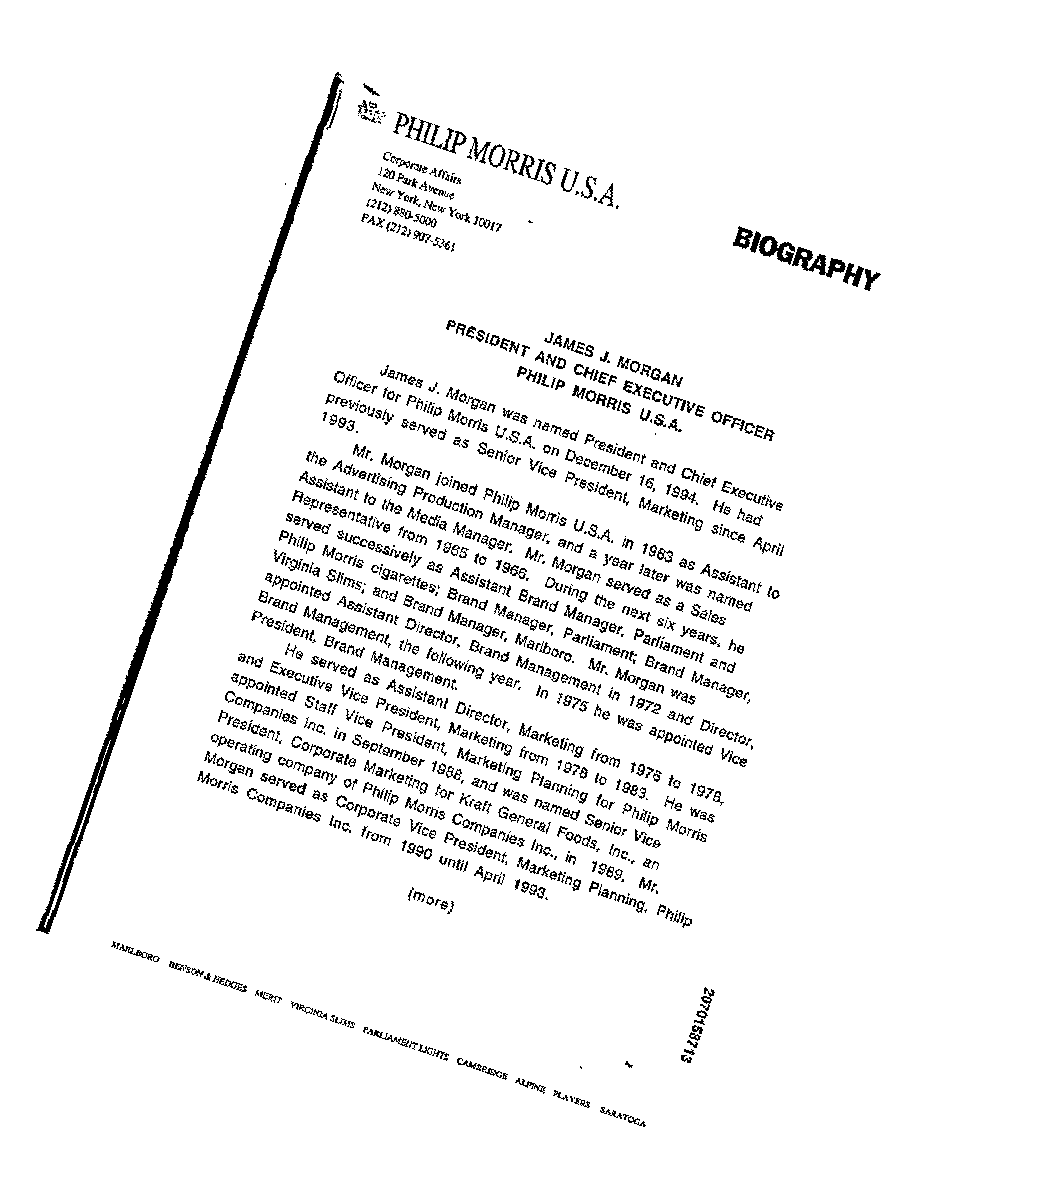 PHILIP MORRIS U.S.A.
Corporate Affairs
120 Park Avenue
New York, New York 10017
(212) 880-5000
FAX (212) 907-5361
BIOGRAPHY
JAMES J. MORGAN
PRESIDENT AND CHIEF EXECUTIVE OFFICER
PHILIP MORRIS U.S.A.
James J. Morgan was named President and Chief Executive
Officer for Philip Morris U.S.A. on December 16, 1994. He had
previously served as Senior Vice President, Marketing since April
1993.
Mr. Morgan joined Philip Morris U.S.A. in 1963 as Assistant to
the Advertising Production Manager, and a year later was named
Assistant to the Media Manager. Mr. Morgan served as a Sales
Representative from 1965 to 1966. During the next six years, he
served successively as Assistant Brand Manager, Parliament and
Philip Morris cigarettes; Brand Manager, Parliament; Brand Manager,
Virginia Slims; and Brand Manager, Marlboro. Mr. Morgan was
appointed Assistant Director, Brand Management in 1972 and Director,
Brand Management, the following year. In 1975 he was appointed Vice
President, Brand Management.
He served as Assistant Director, Marketing from 1976 to 1978,
and Executive Vice President, Marketing from 1978 to 1983. He was
appointed Staff Vice President, Marketing Planning for Philip Morris
Companies Inc. in September 1988, and was named Senior Vice
President, Corporate Marketing for Kraft General Foods, Inc., an
operating company of Philip Morris Companies Inc., in 1989. Mr.
Morgan served as Corporate Vice President, Marketing Planning, Philip
Morris Companies Inc. from 1990 until April 1993.
(more)
MARLBORO BENSON & HEDGES MERIT VIRGINIA SLIMS PARLIAMENT LIGHTS CAMBRIDGE ALPINE PLAYERS SARATOGA
2070158713